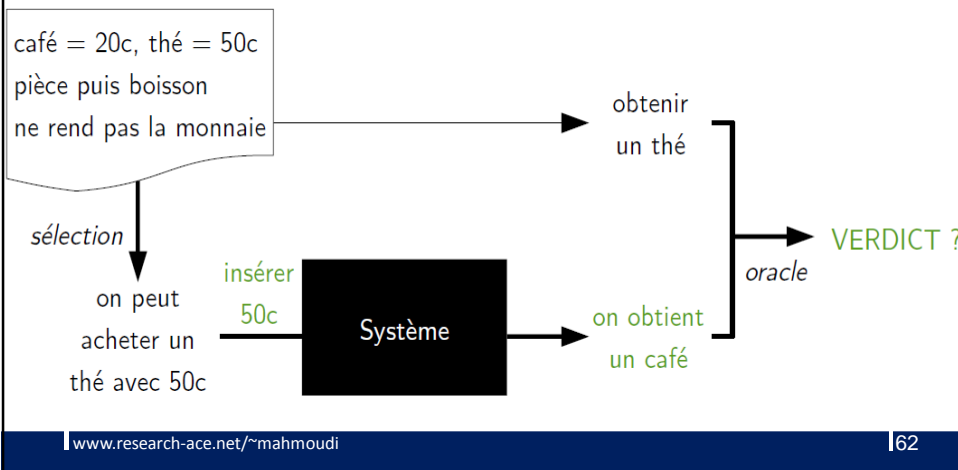 café = 20c, thé = 50c
pièce puis boisson
ne rend pas la monnaie
obtenir
un thé
sélection
VERDICT ?
oracle
insérer
50c
on peut
acheter un
thé avec 50c
Système
on obtient
un café
www.research-ace.net/~mahmoudi
62